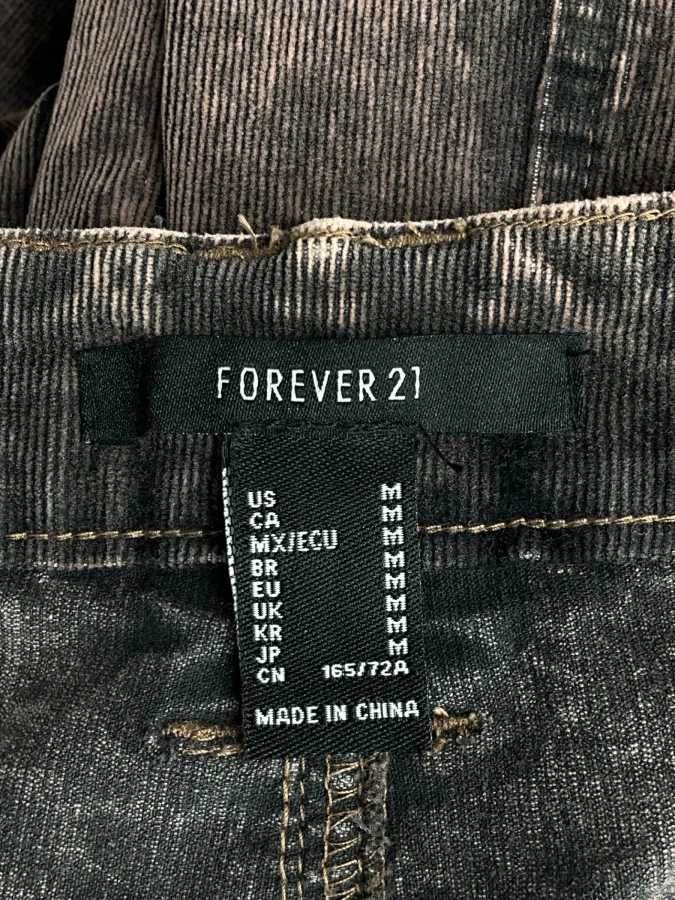 FOREVER 21
US M
CA M
MX/ECU M
BR M
EU M
UK M
KR M
JP M
CN 165/72A
MADE IN CHINA